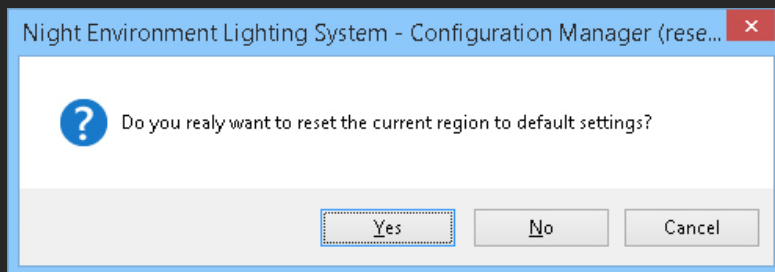 Night Environment Lighting System - Configuration Manager (rese...
Do you realy want to reset the current region to default settings?
Yes
No
Cancel